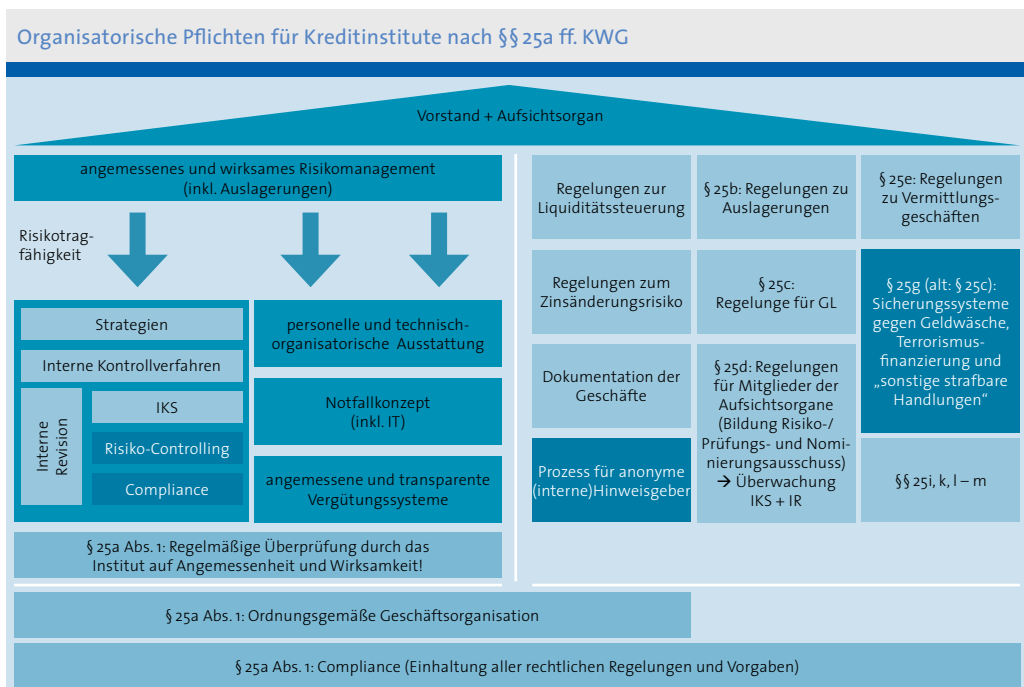 Organisatorische Pflichten für Kreditinstitute nach §§ 25a ff. KWG
Vorstand + Aufsichtsorgan
angemessenes und wirksames Risikomanagement
(inkl. Auslagerungen)
Risikotrag-
fähigkeit
Strategien
Interne Kontrollverfahren
Interne
Revision
IKS
Risiko-Controlling
Compliance
personelle und technisch-
organisatorische Ausstattung
Notfallkonzept
(inkl. IT)
angemessene und transparente
Vergütungssysteme
§ 25a Abs. 1: Regelmäßige Überprüfung durch das
Institut auf Angemessenheit und Wirksamkeit!
Regelungen zur
Liquiditätssteuerung
Regelungen zum
Zinsänderungsrisiko
Dokumentation der
Geschäfte
Prozess für anonyme
(interne)Hinweisgeber
§ 25b: Regelungen zu
Auslagerungen
§ 25c:
Regelunge für GL
§ 25d: Regelungen
für Mitglieder der
Aufsichtsorgane
(Bildung Risiko-/
Prüfungs- und Nomi-
nierungsausschuss)
→ Überwachung
IKS + IR
§ 25e: Regelungen
zu Vermittlungs-
geschäften
§ 25g (alt: § 25c):
Sicherungssysteme
gegen Geldwäsche,
Terrorismus-
finanzierung und
„sonstige strafbare
Handlungen“
§§ 25i, k, l – m
§ 25a Abs. 1: Ordnungsgemäße Geschäftsorganisation
§ 25a Abs. 1: Compliance (Einhaltung aller rechtlichen Regelungen und Vorgaben)